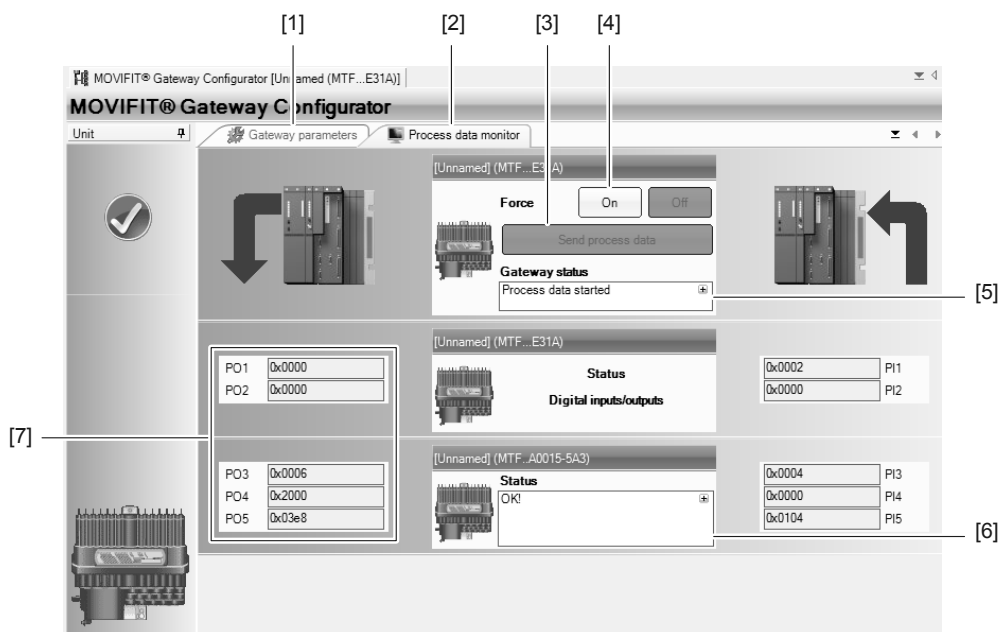 [1] [2] [3] [4]
MOVIFIT® Gateway Configurator [Unnamed (MTF...E31A)]
MOVIFIT® Gateway Configurator
Unit
Gateway parameters
Process data monitor
[Unnamed] (MTF...E31A)
Force
On
Off
Send process data
Gateway status
Process data started
[5]
[Unnamed] (MTF...E31A)
PO1 0x0000
Status
0x0002 PI1
PO2 0x0000
Digital inputs/outputs
0x0000 PI2
[7]
[Unnamed] (MTF..A0015-5A3)
PO3 0x0006
Status
0x0004 PI3
PO4 0x2000
OK!
0x0000 PI4
PO5 0x03e8
0x0104 PI5
[6]